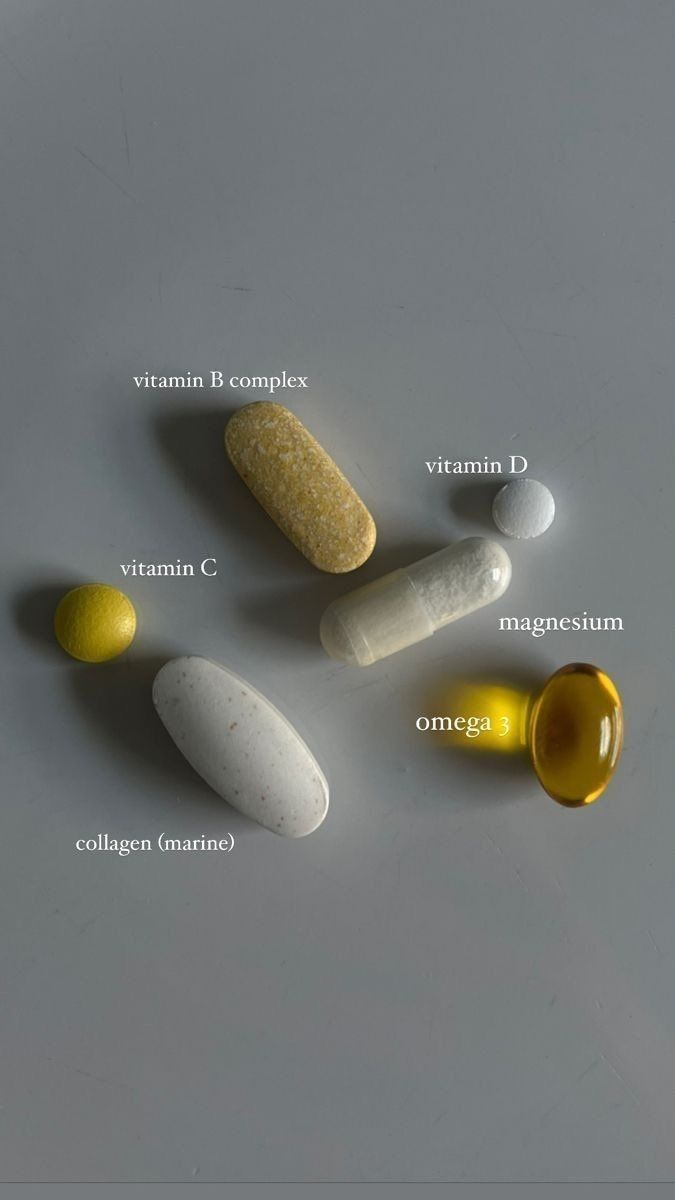 vitamin B complex
vitamin D
vitamin C
magnesium
omega 3
collagen (marine)